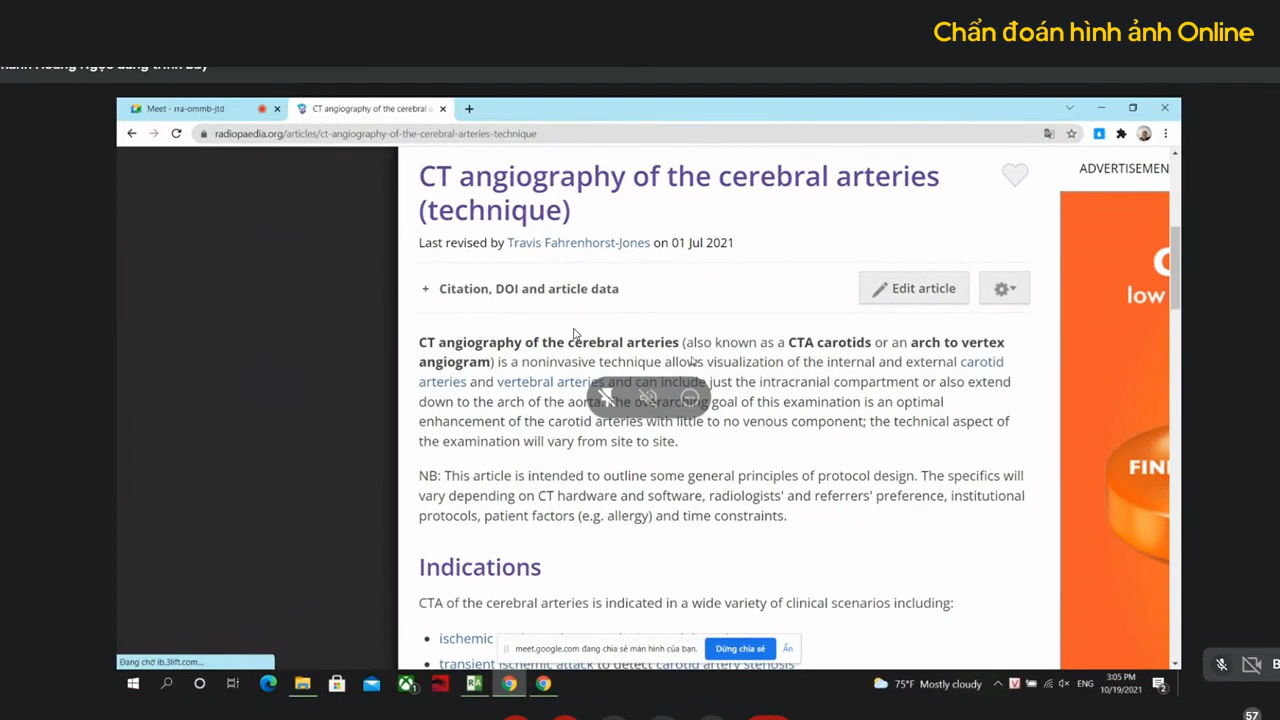 Chẩn đoán hình ảnh Online
Meet - rra-ommb-jtd
CT angiography of the cerebral a
radiopaedia.org/articles/ct-angiography-of-the-cerebral-arteries-technique
CT angiography of the cerebral arteries
(technique)
ADVERTISEMEN
Last revised by Travis Fahrenhorst-Jones on 01 Jul 2021
+ Citation, DOI and article data
Edit article
low
CT angiography of the cerebral arteries (also known as a CTA carotids or an arch to vertex
angiogram) is a noninvasive technique allows visualization of the internal and external carotid
arteries and vertebral arteries and can include just the intracranial compartment or also extend
down to the arch of the aorta. The overarching goal of this examination is an optimal
enhancement of the carotid arteries with little to no venous component; the technical aspect of
the examination will vary from site to site.
FIN
NB: This article is intended to outline some general principles of protocol design. The specifics will
vary depending on CT hardware and software, radiologists' and referrers' preference, institutional
protocols, patient factors (e.g. allergy) and time constraints.
Indications
CTA of the cerebral arteries is indicated in a wide variety of clinical scenarios including:
ischemic
meet.google.com đang chia sẻ màn hình của bạn.
Dừng chia sẻ
Ẩn
transient ischemic attack to detect carotid artery stenosis
Đang chờ ib.3lift.com...
75°F Mostly cloudy
ENG
3:05 PM
10/19/2021
2
57